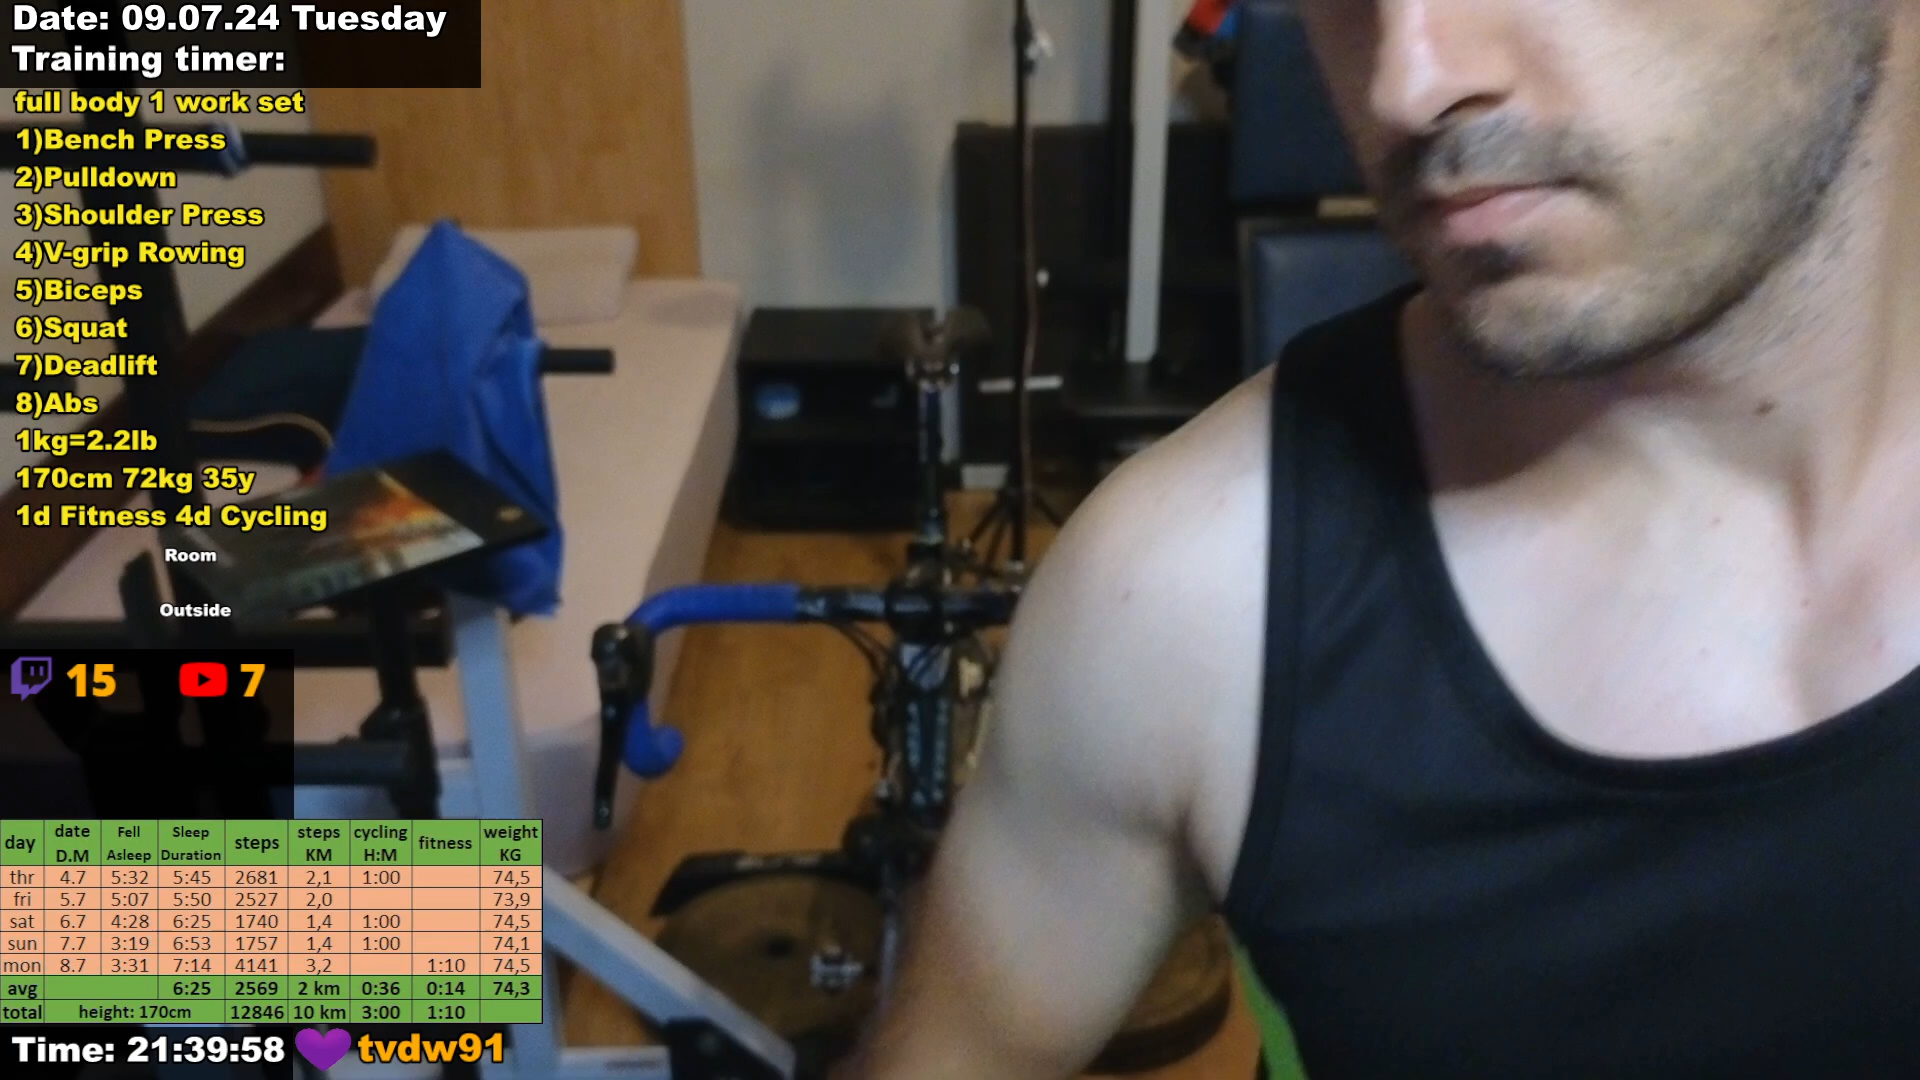 Date: 09.07.24 Tuesday
Training timer:
full body 1 work set
1)Bench Press
2)Pulldown
3)Shoulder Press
4)V-grip Rowing
5)Biceps
6)Squat
7)Deadlift
8)Abs
1kg=2.2lb
170cm 72kg 35y
1d Fitness 4d Cycling
Room
Outside
15 7
day date D.M Fell Asleep Sleep Duration steps steps KM cycling H:M fitness weight KG
thr 4.7 5:32 5:45 2681 2,1 1:00 74,5
fri 5.7 5:07 5:50 2527 2,0 73,9
sat 6.7 4:28 6:25 1740 1,4 1:00 74,5
sun 7.7 3:19 6:53 1757 1,4 1:00 74,1
mon 8.7 3:31 7:14 4141 3,2 1:10 74,5
avg 6:25 2569 2 km 0:36 0:14 74,3
total height: 170cm 12846 10 km 3:00 1:10
Time: 21:39:58 tvdw91